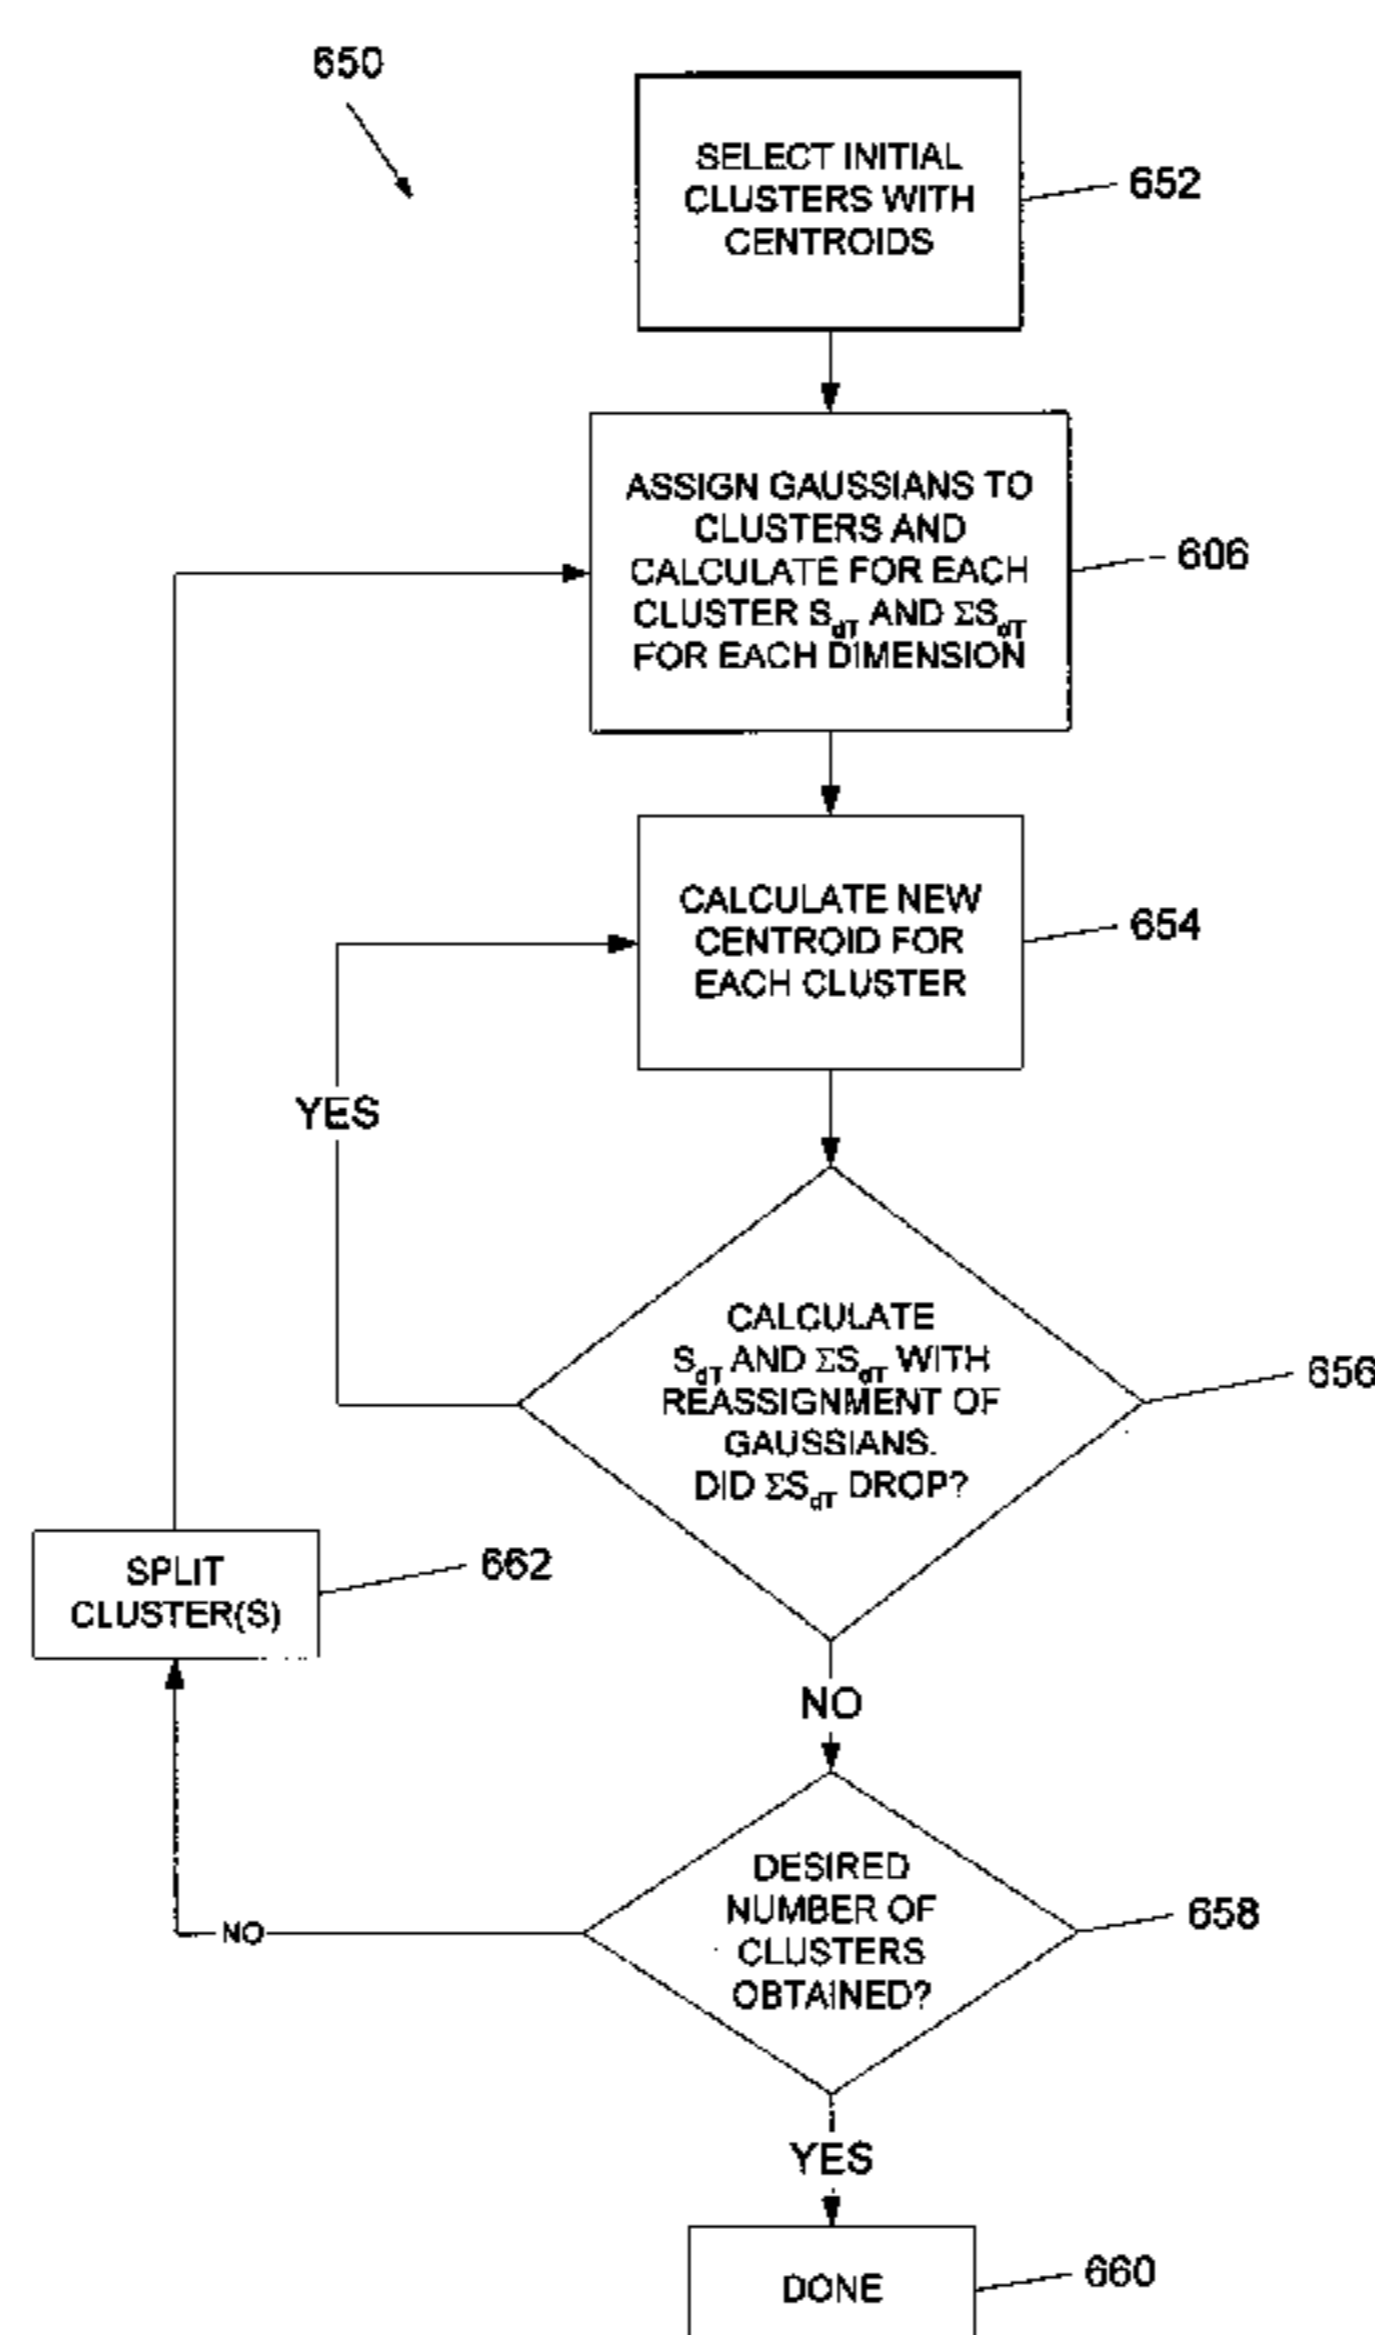 650
SELECT INITIAL
CLUSTERS WITH
CENTROIDS
652
ASSIGN GAUSSIANS TO
CLUSTERS AND
CALCULATE FOR EACH
CLUSTER SdT AND ΣSdT
FOR EACH DIMENSION
606
CALCULATE NEW
CENTROID FOR
EACH CLUSTER
654
YES
CALCULATE
SdT AND ΣSdT WITH
REASSIGNMENT OF
GAUSSIANS.
DID ΣSdT DROP?
656
SPLIT
CLUSTER(S)
662
NO
DESIRED
NUMBER OF
CLUSTERS
OBTAINED?
658
NO
YES
DONE
660